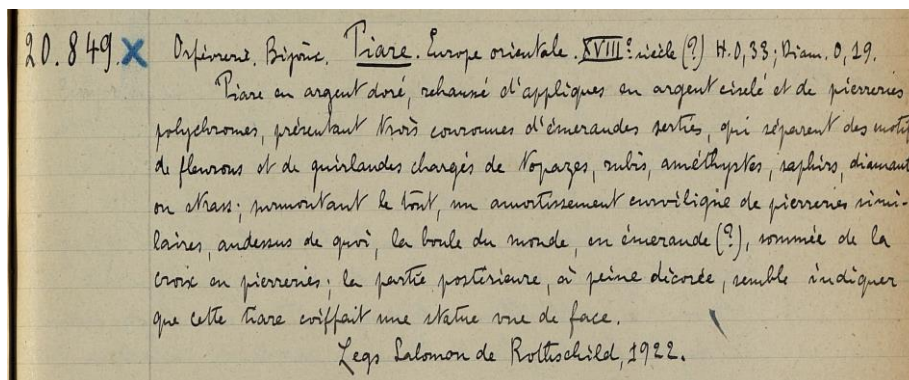 20.849. X Orfèvrerie. Bijoux. Tiare. Europe orientale. XVIIIe siècle (?) H. 0,33; Diam. 0,19.
Tiare en argent doré, rehaussé d'appliques en argent ciselé et de pierreries
polychromes, présentant trois couronnes d'émeraudes serties, qui séparent des motifs
de fleurons et de guirlandes chargés de topazes, rubis, améthystes, saphirs, diamants
ou strass; surmontant le tout, un amortissement curviligne de pierreries simi-
laires, audessus de quoi, la boule du monde, en émeraude (?), sommée de la
croix en pierreries; la partie postérieure, à peine décorée, semble indiquer
que cette tiare coiffait une statue vue de face.
Legs Salomon de Rothschild, 1922.